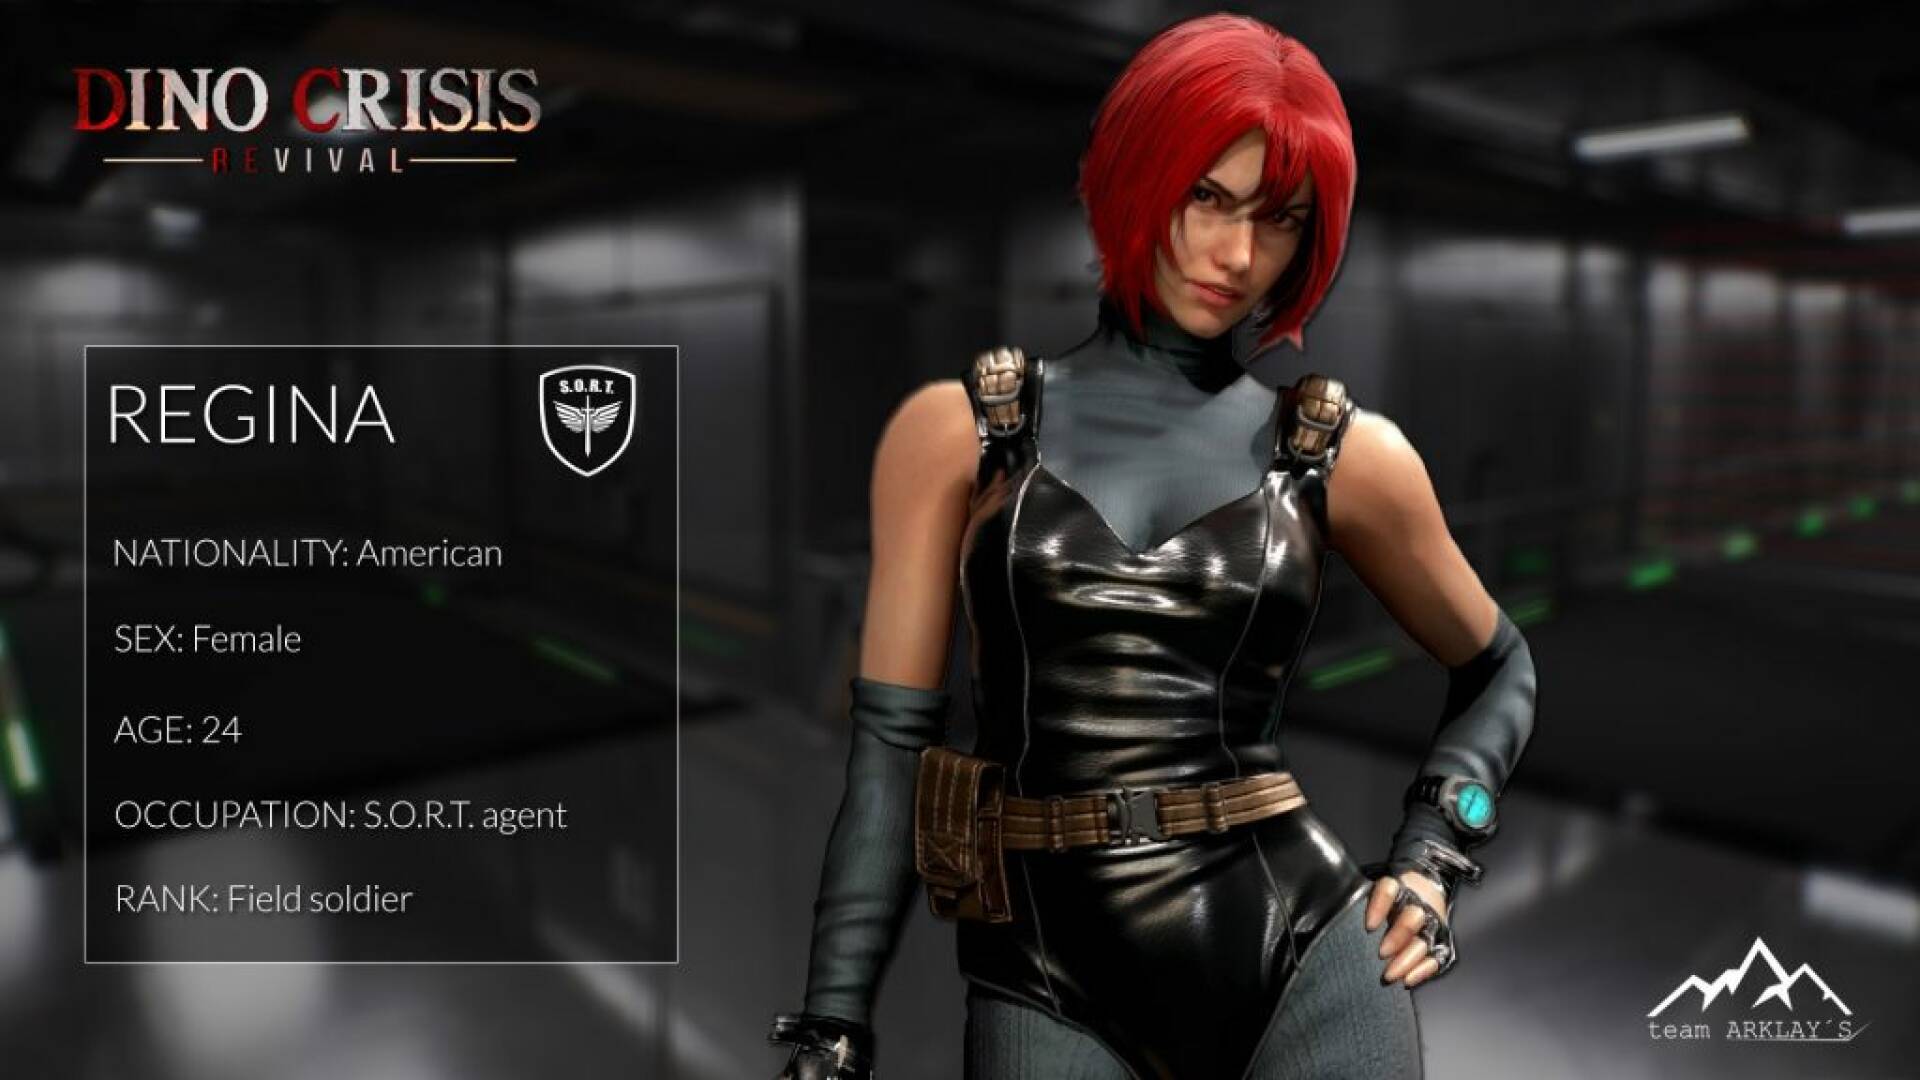 DINO CRISIS
REVIVAL
REGINA
S.O.R.T.
NATIONALITY: American
SEX: Female
AGE: 24
OCCUPATION: S.O.R.T. agent
RANK: Field soldier
team ARKLAY´S